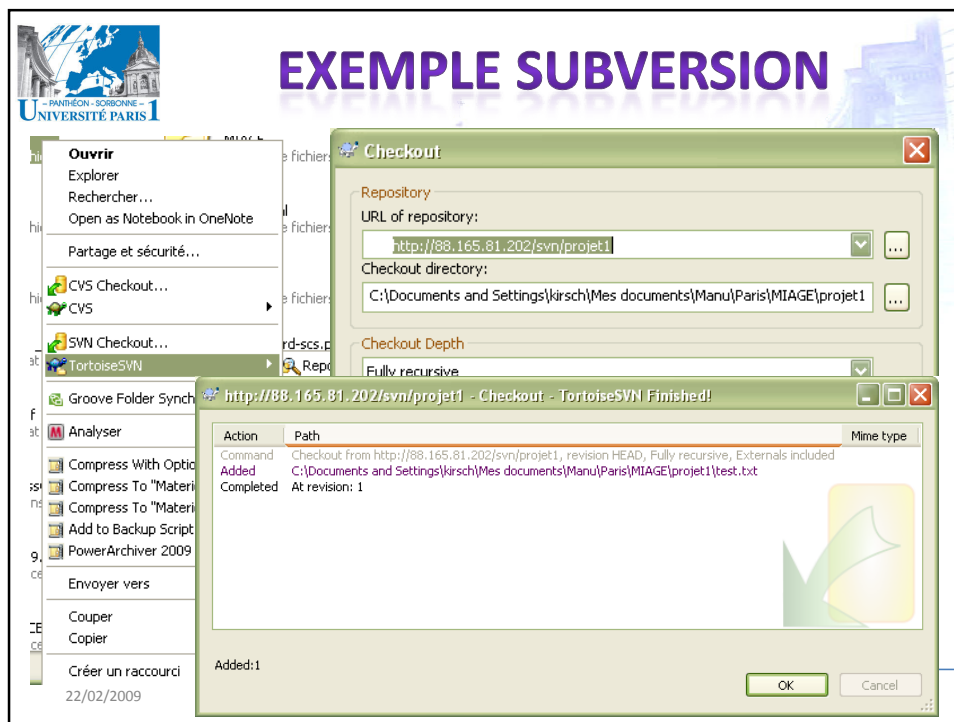 - PANTHÉON - SORBONNE -
UNIVERSITÉ PARIS 1
EXEMPLE SUBVERSION
Ouvrir
Explorer
Rechercher...
Open as Notebook in OneNote
Partage et sécurité...
CVS Checkout...
CVS
SVN Checkout...
TortoiseSVN
Groove Folder Synch
Analyser
Compress With Optio
Compress To "Materi
Compress To "Materi
Add to Backup Script
PowerArchiver 2009
Envoyer vers
Couper
Copier
Créer un raccourci
e fichiers
e fichiers
e fichiers
rd-scs.p
Repo
Checkout
Repository
URL of repository:
http://88.165.81.202/svn/projet1
...
Checkout directory:
C:\Documents and Settings\kirsch\Mes documents\Manu\Paris\MIAGE\projet1
...
Checkout Depth
Fully recursive
http://88.165.81.202/svn/projet1 - Checkout - TortoiseSVN Finished!
Action Path Mime type
Command Checkout from http://88.165.81.202/svn/projet1, revision HEAD, Fully recursive, Externals included
Added C:\Documents and Settings\kirsch\Mes documents\Manu\Paris\MIAGE\projet1\test.txt
Completed At revision: 1
Added:1
OK Cancel
22/02/2009